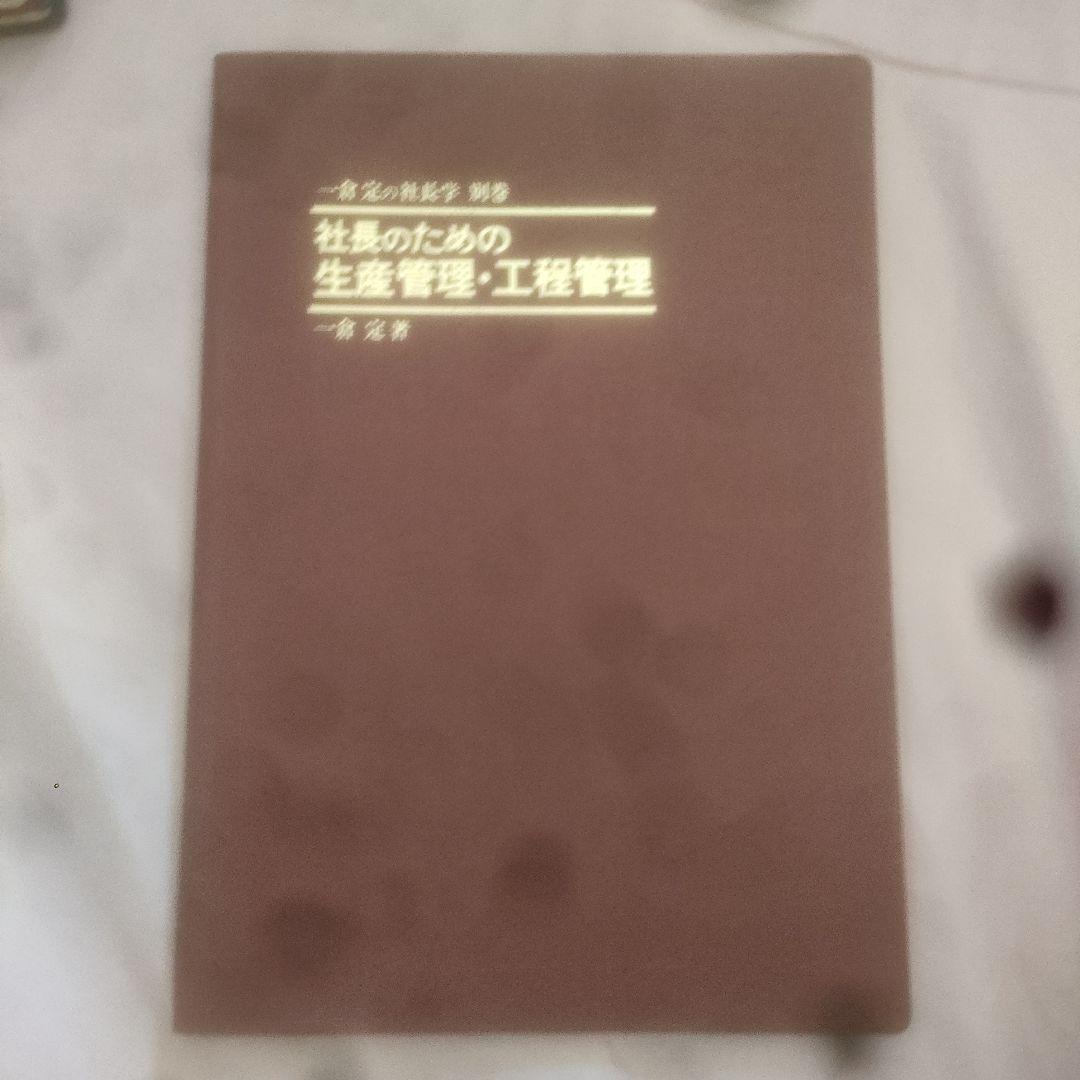 一倉 定の社長学 別巻
社長のための
生産管理・工程管理
一倉 定著